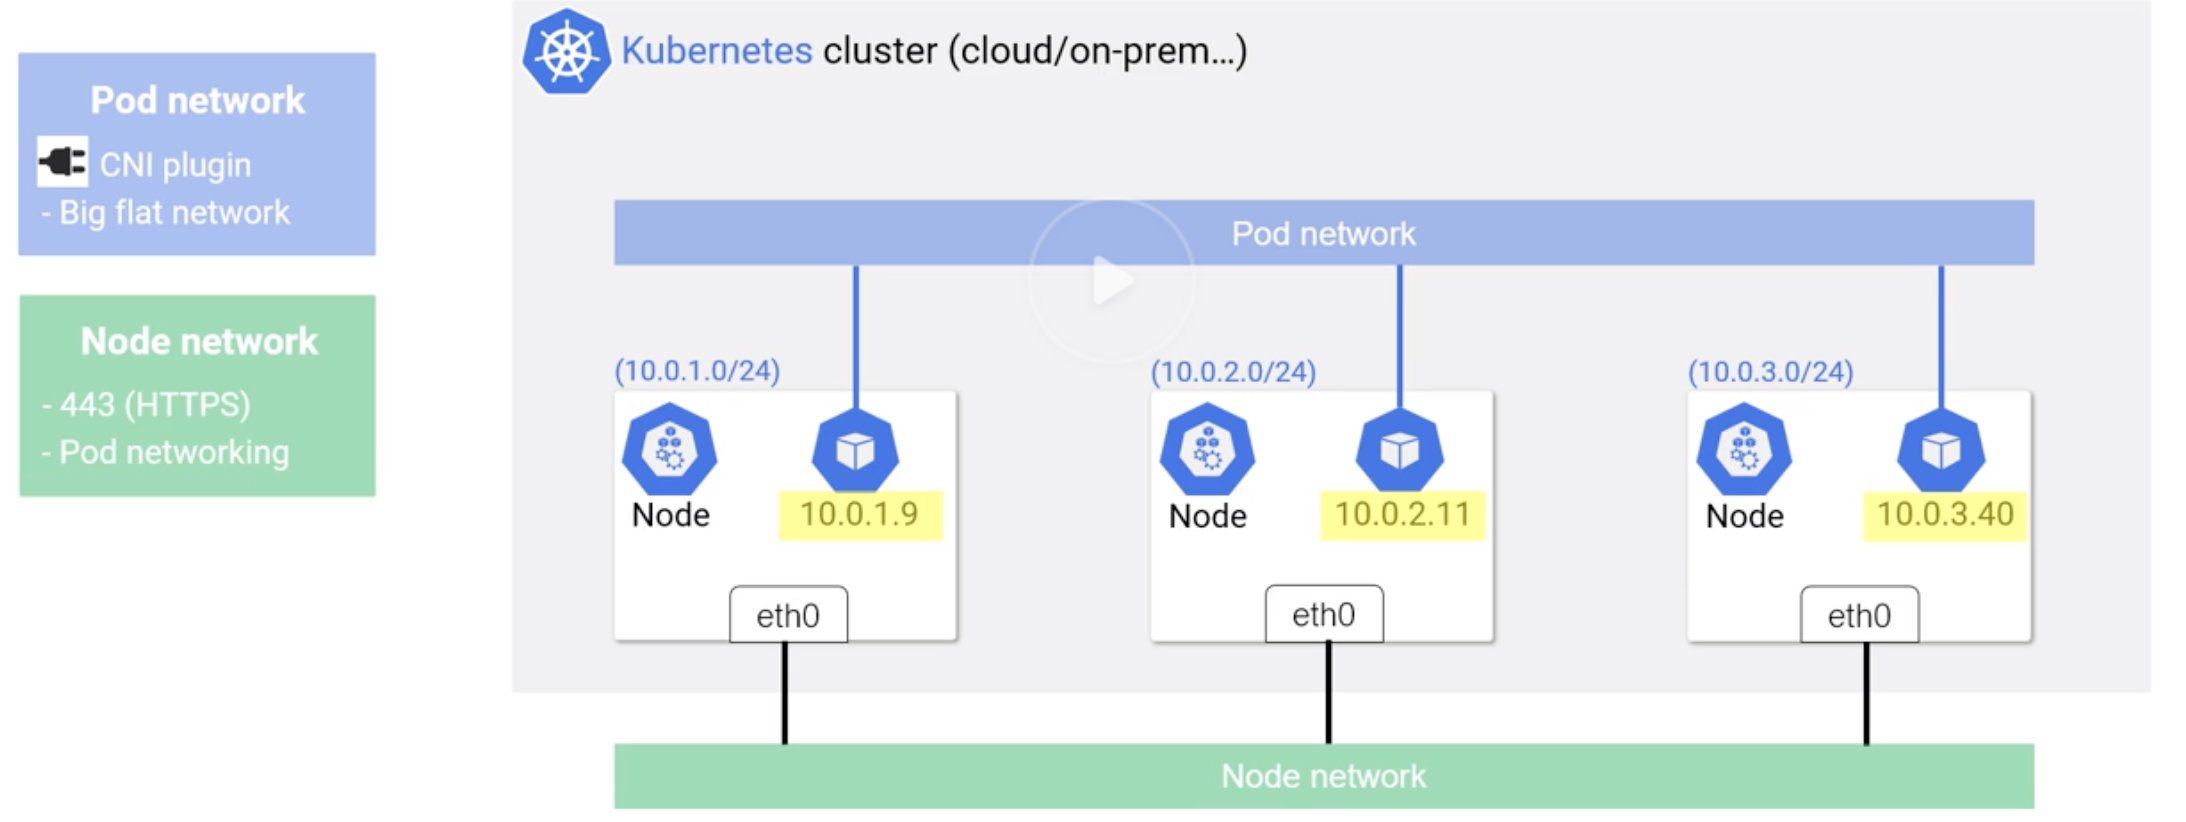 Pod network
CNI plugin
- Big flat network
Node network
- 443 (HTTPS)
- Pod networking
Kubernetes cluster (cloud/on-prem...)
Pod network
(10.0.1.0/24)
(10.0.2.0/24)
(10.0.3.0/24)
Node
10.0.1.9
Node
10.0.2.11
Node
10.0.3.40
eth0
eth0
eth0
Node network